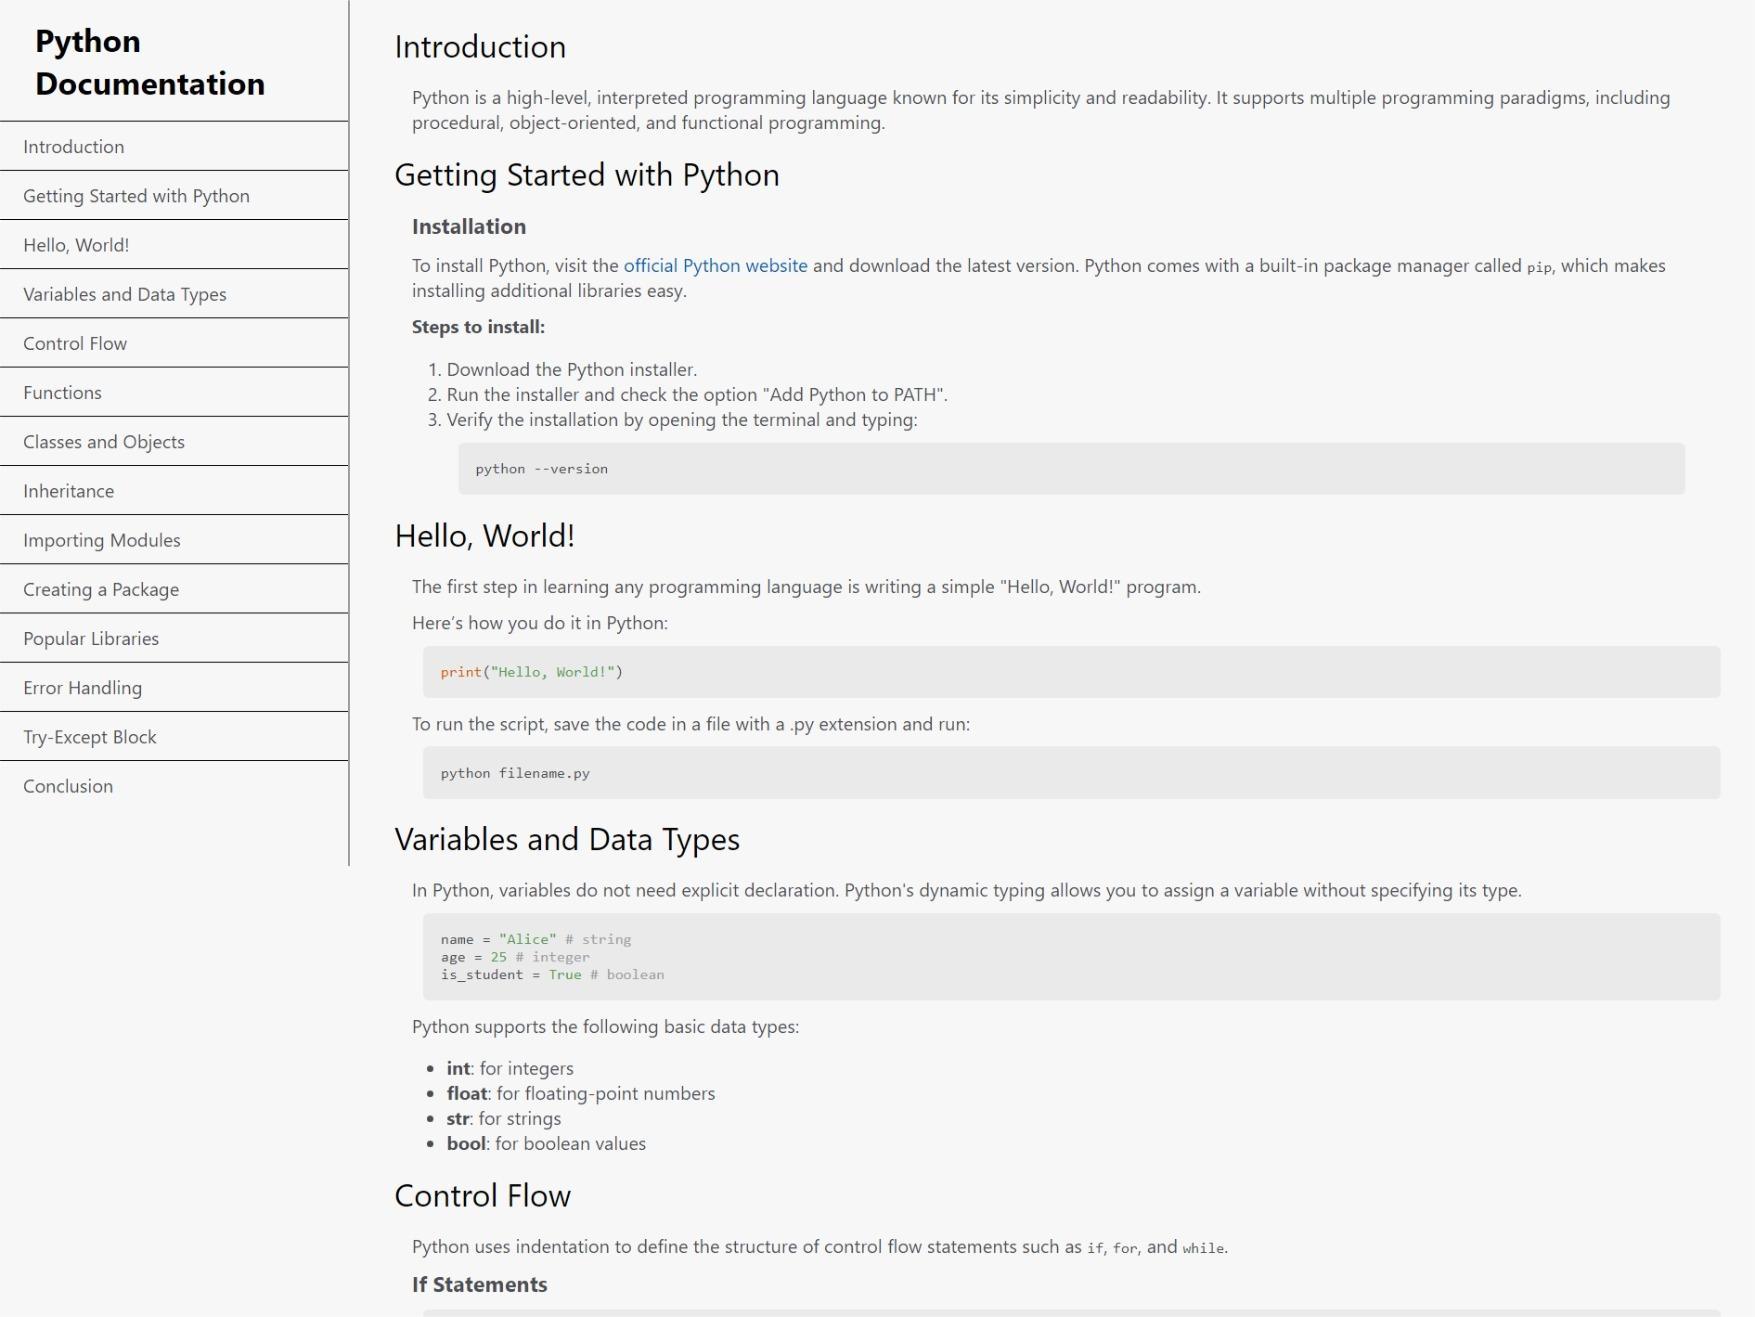 Python
Documentation
Introduction
Getting Started with Python
Hello, World!
Variables and Data Types
Control Flow
Functions
Classes and Objects
Inheritance
Importing Modules
Creating a Package
Popular Libraries
Error Handling
Try-Except Block
Conclusion
Introduction
Python is a high-level, interpreted programming language known for its simplicity and readability. It supports multiple programming paradigms, including
procedural, object-oriented, and functional programming.
Getting Started with Python
Installation
To install Python, visit the official Python website and download the latest version. Python comes with a built-in package manager called pip, which makes
installing additional libraries easy.
Steps to install:
1. Download the Python installer.
2. Run the installer and check the option "Add Python to PATH".
3. Verify the installation by opening the terminal and typing:
python --version
Hello, World!
The first step in learning any programming language is writing a simple "Hello, World!" program.
Here’s how you do it in Python:
print("Hello, World!")
To run the script, save the code in a file with a .py extension and run:
python filename.py
Variables and Data Types
In Python, variables do not need explicit declaration. Python's dynamic typing allows you to assign a variable without specifying its type.
name = "Alice" # string
age = 25 # integer
is_student = True # boolean
Python supports the following basic data types:
• int: for integers
• float: for floating-point numbers
• str: for strings
• bool: for boolean values
Control Flow
Python uses indentation to define the structure of control flow statements such as if, for, and while.
If Statements